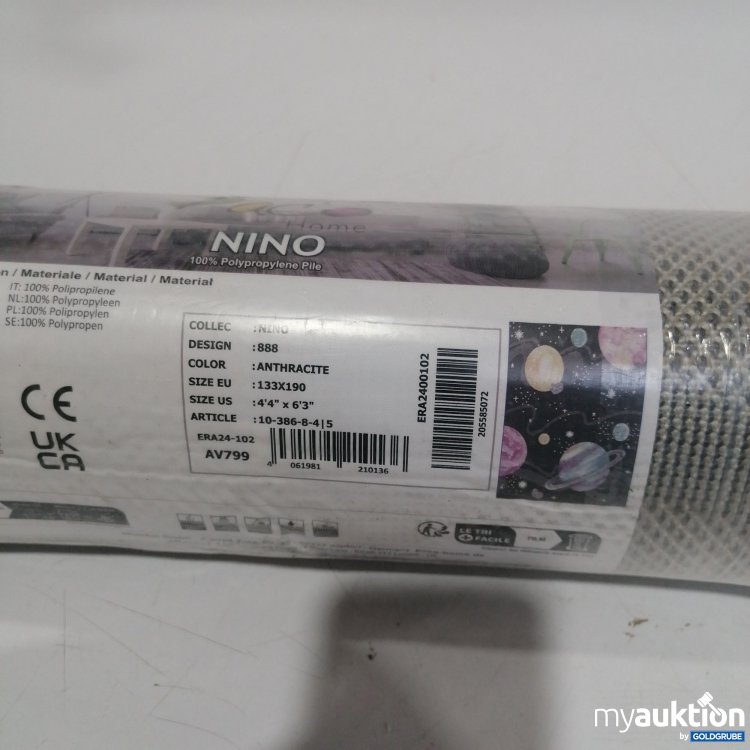 Home
NINO
100% Polypropylene Pile
n / Materiale / Material / Material
IT: 100% Polipropilene
NL:100% Polypropyleen
PL:100% Polipropylen
SE:100% Polypropen
COLLEC :NINO
DESIGN :888
COLOR :ANTHRACITE
SIZE EU :133X190
SIZE US :4'4" x 6'3"
ARTICLE :10-386-8-4|5
ERA24-102
AV799
4 061981 210136
ERA2400102
205585072
CE
UK
CA
LE TRI
+ FACILE
FILM
myauktion
by GOLDGRUBE